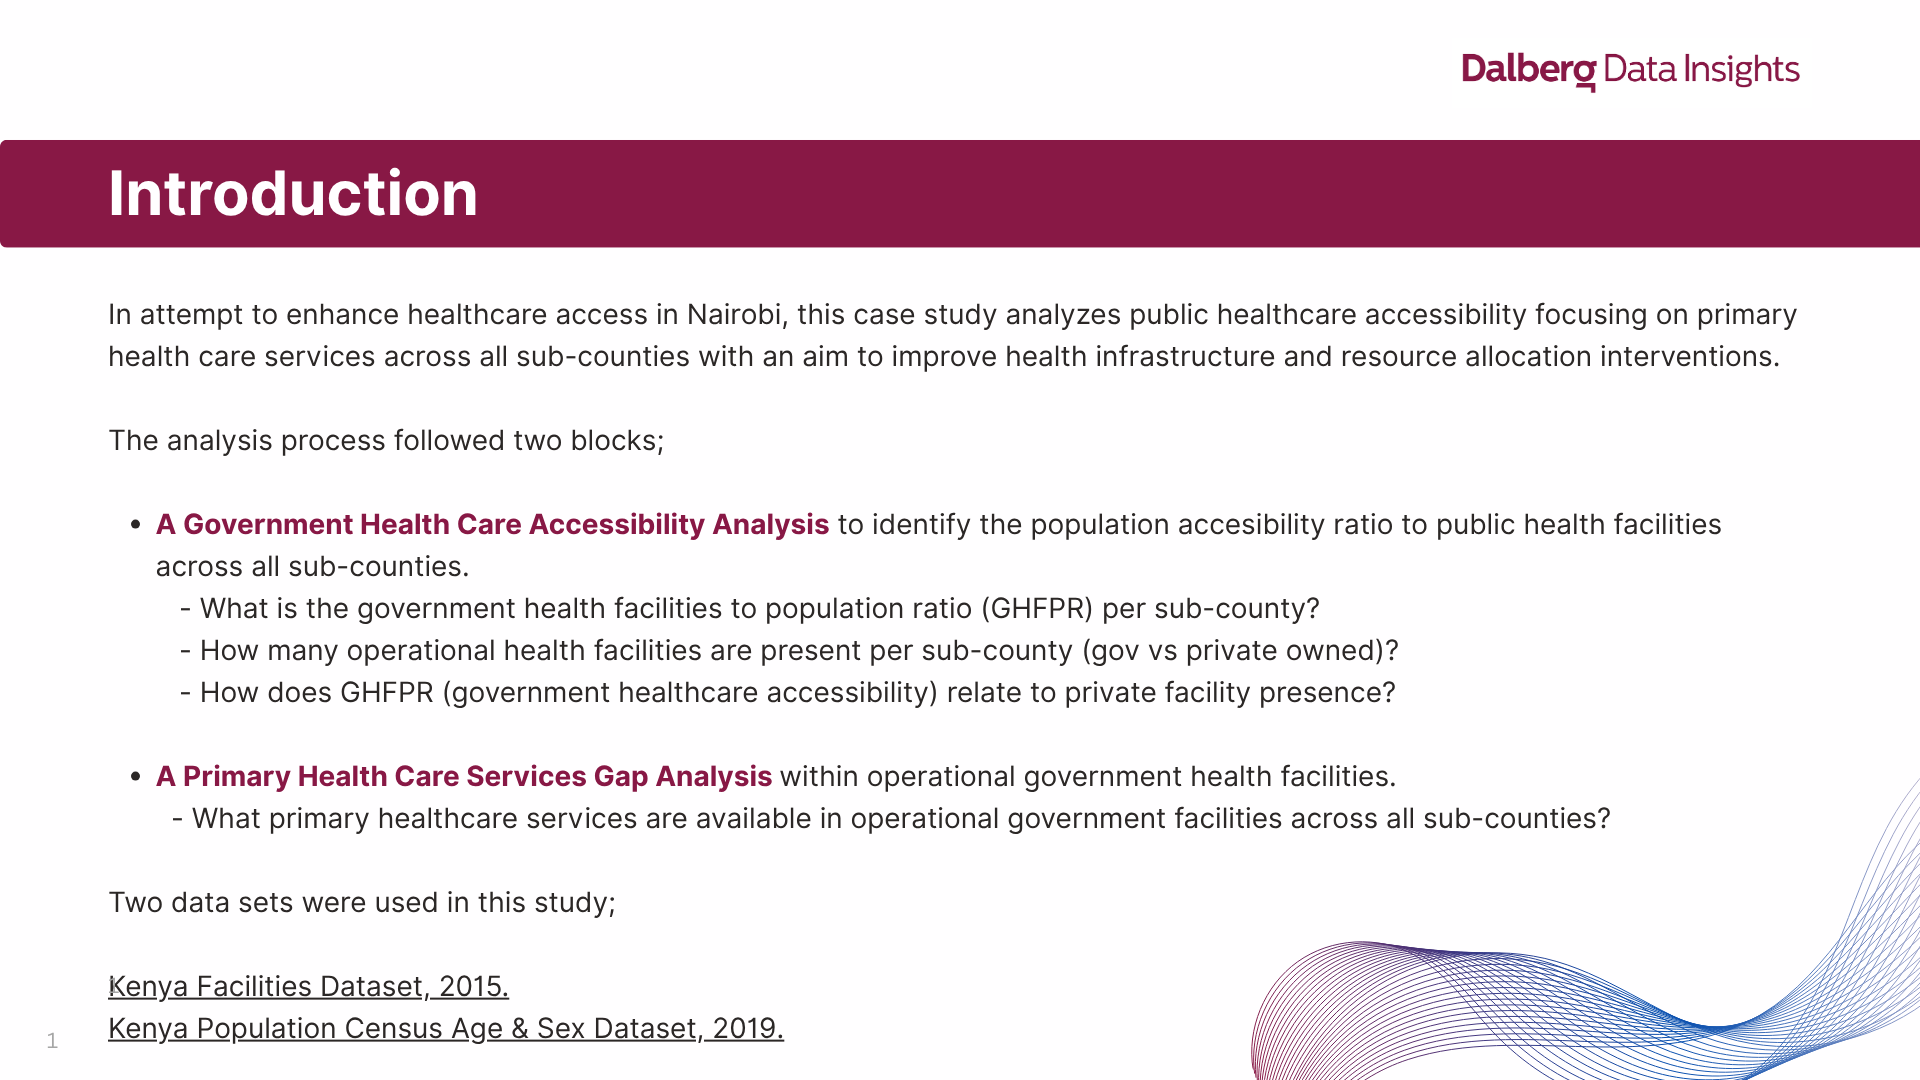 Dalberg Data Insights
Introduction
In attempt to enhance healthcare access in Nairobi, this case study analyzes public healthcare accessibility focusing on primary
health care services across all sub-counties with an aim to improve health infrastructure and resource allocation interventions.
The analysis process followed two blocks;
• A Government Health Care Accessibility Analysis to identify the population accesibility ratio to public health facilities
across all sub-counties.
- What is the government health facilities to population ratio (GHFPR) per sub-county?
- How many operational health facilities are present per sub-county (gov vs private owned)?
- How does GHFPR (government healthcare accessibility) relate to private facility presence?
• A Primary Health Care Services Gap Analysis within operational government health facilities.
- What primary healthcare services are available in operational government facilities across all sub-counties?
Two data sets were used in this study;
Kenya Facilities Dataset, 2015.
Kenya Population Census Age & Sex Dataset, 2019.
1